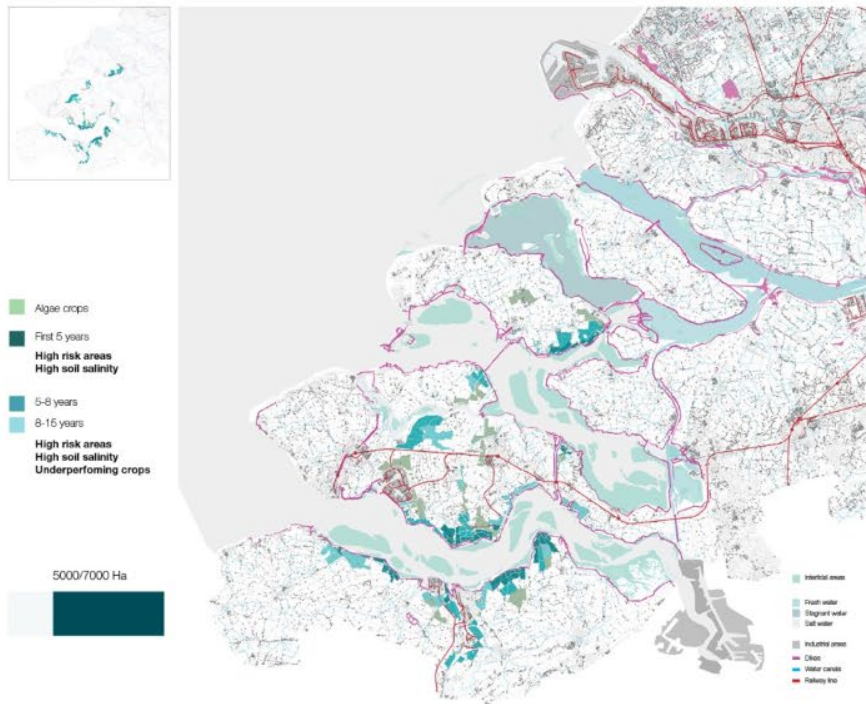 Algae crops
First 5 years
High risk areas
High soil salinity
5-8 years
8-15 years
High risk areas
High soil salinity
Underperfoming crops
5000/7000 Ha
Intertidal areas
Fresh water
Stagnant water
Salt water
Industrial areas
Dikes
Water canals
Railway line